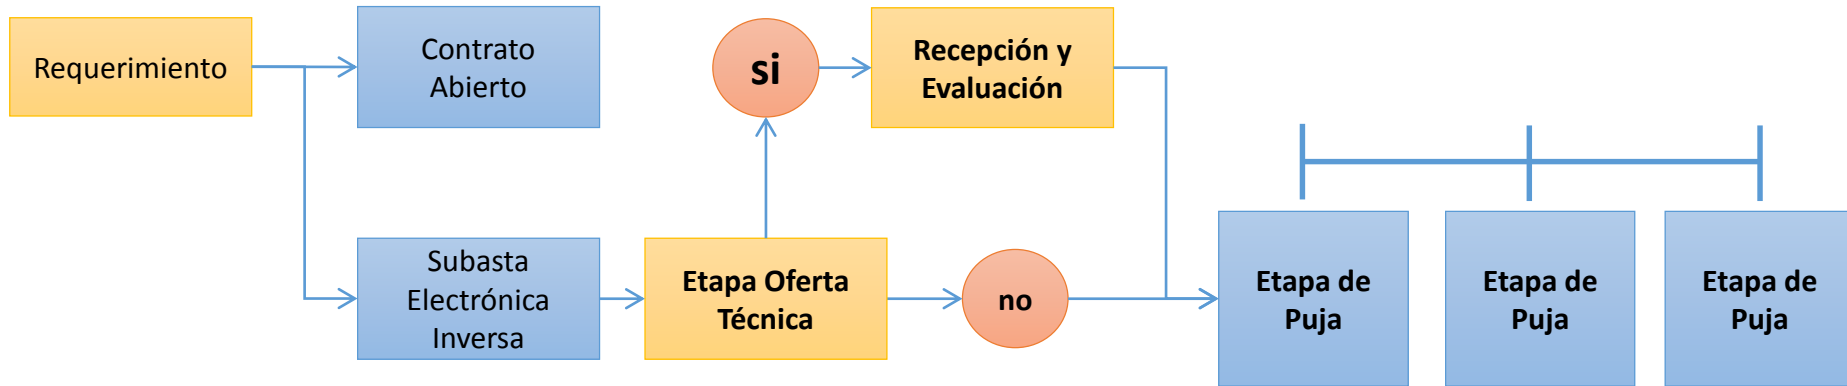 Requerimiento
Contrato
Abierto
si
Recepción y
Evaluación
Subasta
Electrónica
Inversa
Etapa Oferta
Técnica
no
Etapa de
Puja
Etapa de
Puja
Etapa de
Puja